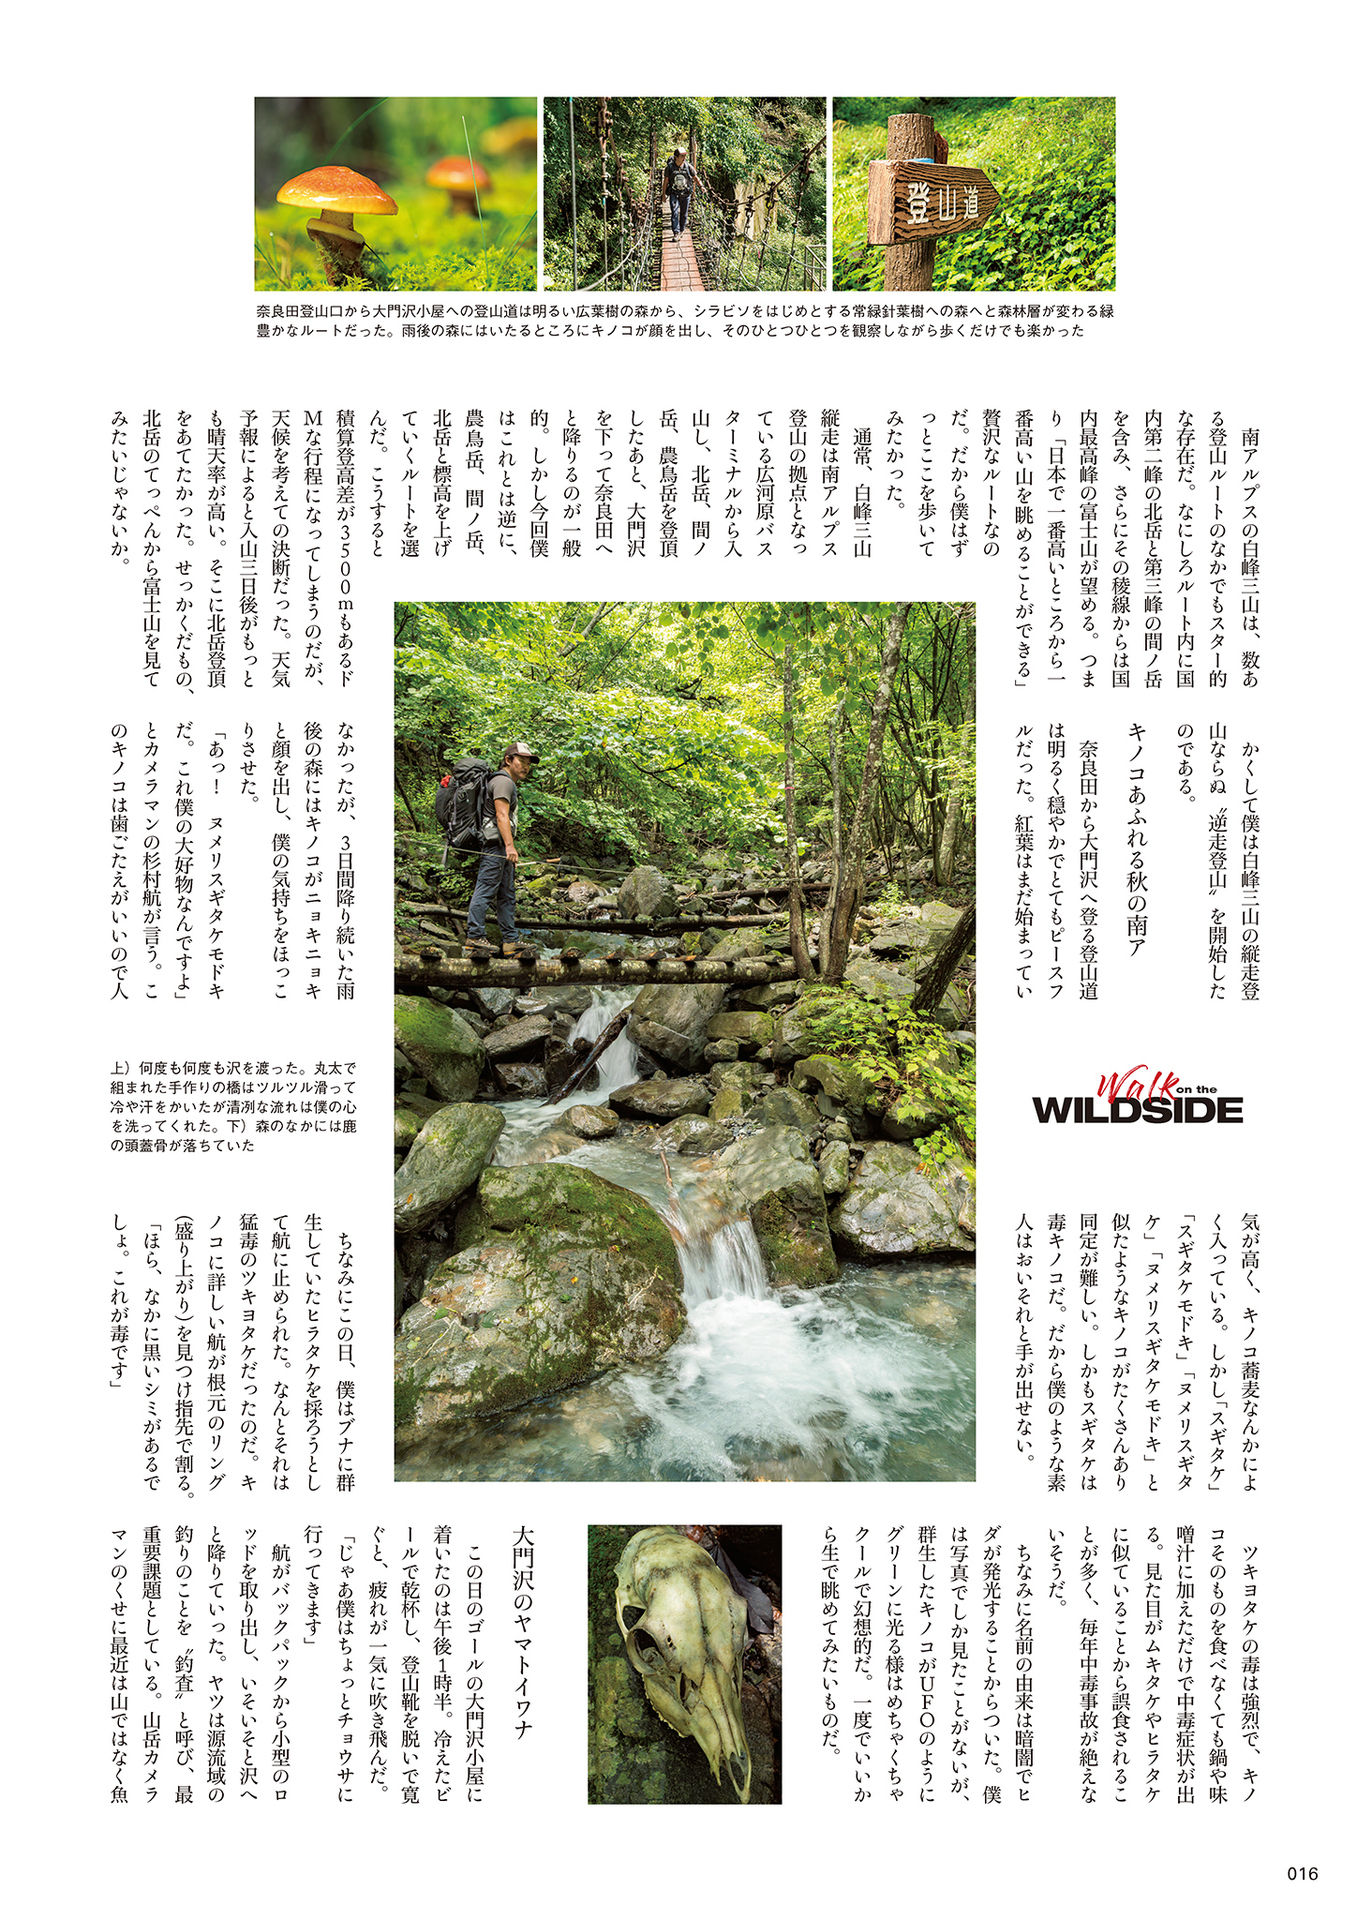 登山道
奈良田登山口から大門沢小屋への登山道は明るい広葉樹の森から、シラビソをはじめとする常緑針葉樹への森へと森林層が変わる緑
豊かなルートだった。雨後の森にはいたるところにキノコが顔を出し、そのひとつひとつを観察しながら歩くだけでも楽かった
南アルプスの白峰三山は、数あ
る登山ルートのなかでもスター的
な存在だ。なにしろルート内に国
内第二峰の北岳と第三峰の間ノ岳
を含み、さらにその稜線からは国
内最高峰の富士山が望める。つま
り「日本で一番高いところから一
番高い山を眺めることができる」
贅沢なルートなの
だ。だから僕はず
っとここを歩いて
みたかった。
通常、白峰三山
縦走は南アルプス
登山の拠点となっ
ている広河原バス
ターミナルから入
山し、北岳、間ノ
岳、農鳥岳を登頂
したあと、大門沢
を下って奈良田へ
と降りるのが一般
的。しかし今回僕
はこれとは逆に、
農鳥岳、間ノ岳、
北岳と標高を上げ
ていくルートを選
んだ。こうすると
積算登高差が3500mもあるド
Mな行程になってしまうのだが、
天候を考えての決断だった。天気
予報によると入山三日後がもっと
も晴天率が高い。そこに北岳登頂
をあてたかった。せっかくだもの、
北岳のてっぺんから富士山を見て
みたいじゃないか。
かくして僕は白峰三山の縦走登
山ならぬ〝逆走登山〟を開始した
のである。
キノコあふれる秋の南ア
奈良田から大門沢へ登る登山道
は明るく穏やかでとてもピースフ
ルだった。紅葉はまだ始まってい
なかったが、3日間降り続いた雨
後の森にはキノコがニョキニョキ
と顔を出し、僕の気持ちをほっこ
りさせた。
「あっ! ヌメリスギタケモドキ
だ。これ僕の大好物なんですよ」
とカメラマンの杉村航が言う。こ
のキノコは歯ごたえがいいので人
上）何度も何度も沢を渡った。丸太で
組まれた手作りの橋はツルツル滑って
冷や汗をかいたが清冽な流れは僕の心
を洗ってくれた。下）森のなかには鹿
の頭蓋骨が落ちていた
Walk on the
WILDSIDE
気が高く、キノコ蕎麦なんかによ
く入っている。しかし「スギタケ」
「スギタケモドキ」「ヌメリスギタ
ケ」「ヌメリスギタケモドキ」と
似たようなキノコがたくさんあり
同定が難しい。しかもスギタケは
毒キノコだ。だから僕のような素
人はおいそれと手が出せない。
ちなみにこの日、僕はブナに群
生していたヒラタケを採ろうとし
て航に止められた。なんとそれは
猛毒のツキヨタケだったのだ。キ
ノコに詳しい航が根元のリング
(盛り上がり)を見つけ指先で割る。
「ほら、なかに黒いシミがあるで
しょ。これが毒です」
ツキヨタケの毒は強烈で、キノ
コそのものを食べなくても鍋や味
噌汁に加えただけで中毒症状が出
る。見た目がムキタケやヒラタケ
に似ていることから誤食されるこ
とが多く、毎年中毒事故が絶えな
いそうだ。
ちなみに名前の由来は暗闇でヒ
ダが発光することからついた。僕
は写真でしか見たことがないが、
群生したキノコがUFOのように
グリーンに光る様はめちゃくちゃ
クールで幻想的だ。一度でいいか
ら生で眺めてみたいものだ。
大門沢のヤマトイワナ
この日のゴールの大門沢小屋に
着いたのは午後1時半。冷えたビ
ールで乾杯し、登山靴を脱いで寛
ぐと、疲れが一気に吹き飛んだ。
「じゃあ僕はちょっとチョウサに
行ってきます」
航がバックパックから小型のロ
ッドを取り出し、いそいそと沢へ
と降りていった。ヤツは源流域の
釣りのことを〝釣査〟と呼び、最
重要課題としている。山岳カメラ
マンのくせに最近は山ではなく魚
016